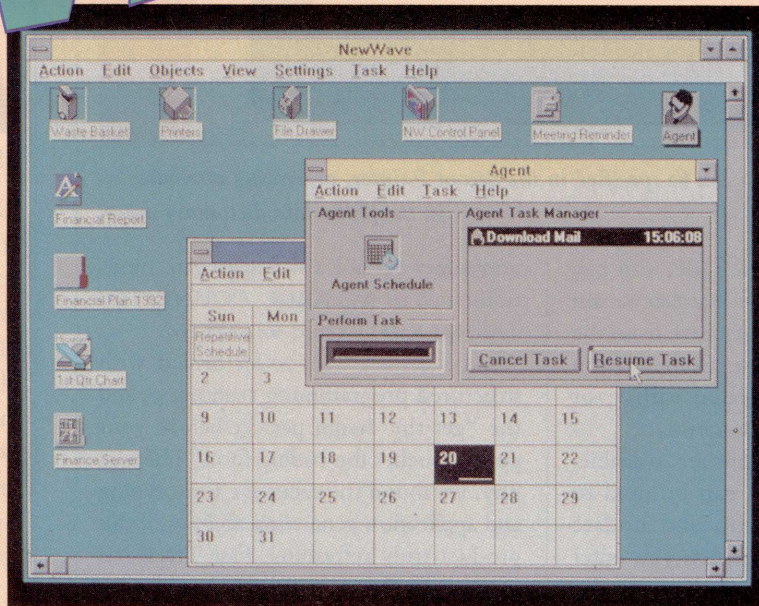 NewWave
Action Edit Objects View Settings Task Help
Waste Basket Printers File Drawer NW Control Panel Meeting Reminder Agent
Financial Report
Financial Plan 1992
1st Qtr Chart
Finance Server
Agent
Action Edit Task Help
Agent Tools
Agent Schedule
Perform Task
Agent Task Manager
Download Mail 15:06:08
Cancel Task Resume Task
Action Edit
Sun Mon
Repetitive
Schedule
2 3
9 10 11 12 13 14 15
16 17 18 19 20 21 22
23 24 25 26 27 28 29
30 31